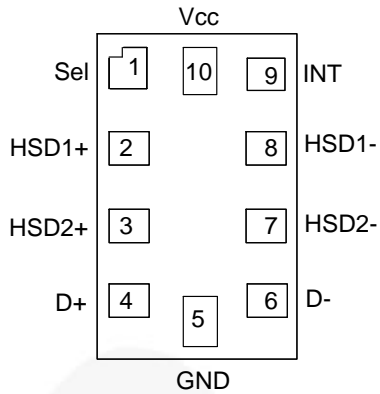 Vcc
Sel 1 10 9 INT
HSD1+ 2 8 HSD1-
HSD2+ 3 7 HSD2-
D+ 4 5 6 D-
GND